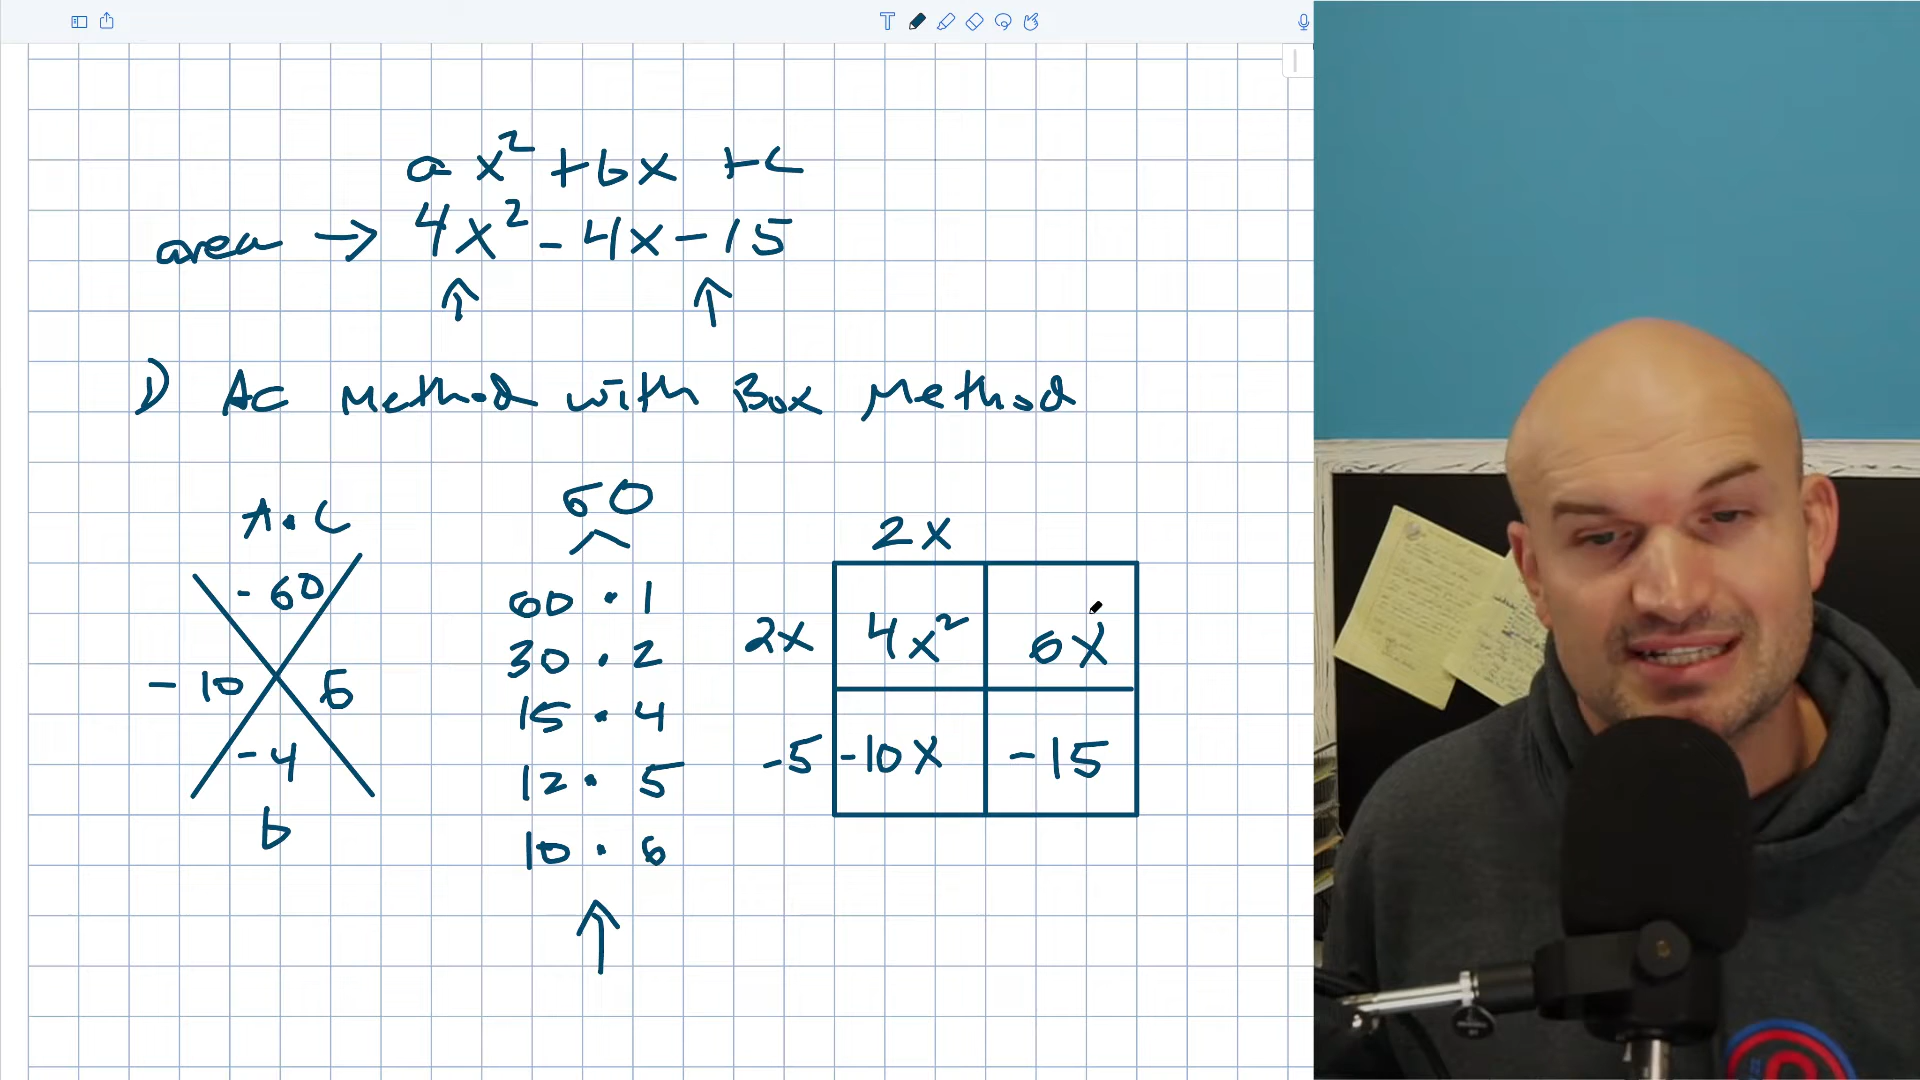 a x² + bx + c
area → 4x² - 4x - 15
1) AC Method with Box Method
A · C
-60
-10 6
-4
b
60
60 · 1
30 · 2
15 · 4
12 · 5
10 · 6
2x
2x 4x² 6x
-5 -10x -15